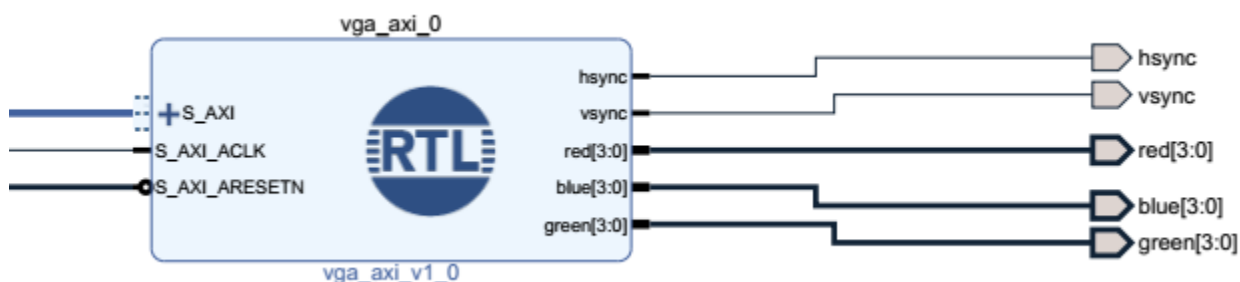 vga_axi_0
hsync
hsync
vsync
vsync
S_AXI
S_AXI_ACLK
RTL
red[3:0]
red[3:0]
S_AXI_ARESETN
blue[3:0]
blue[3:0]
green[3:0]
green[3:0]
vga_axi_v1_0